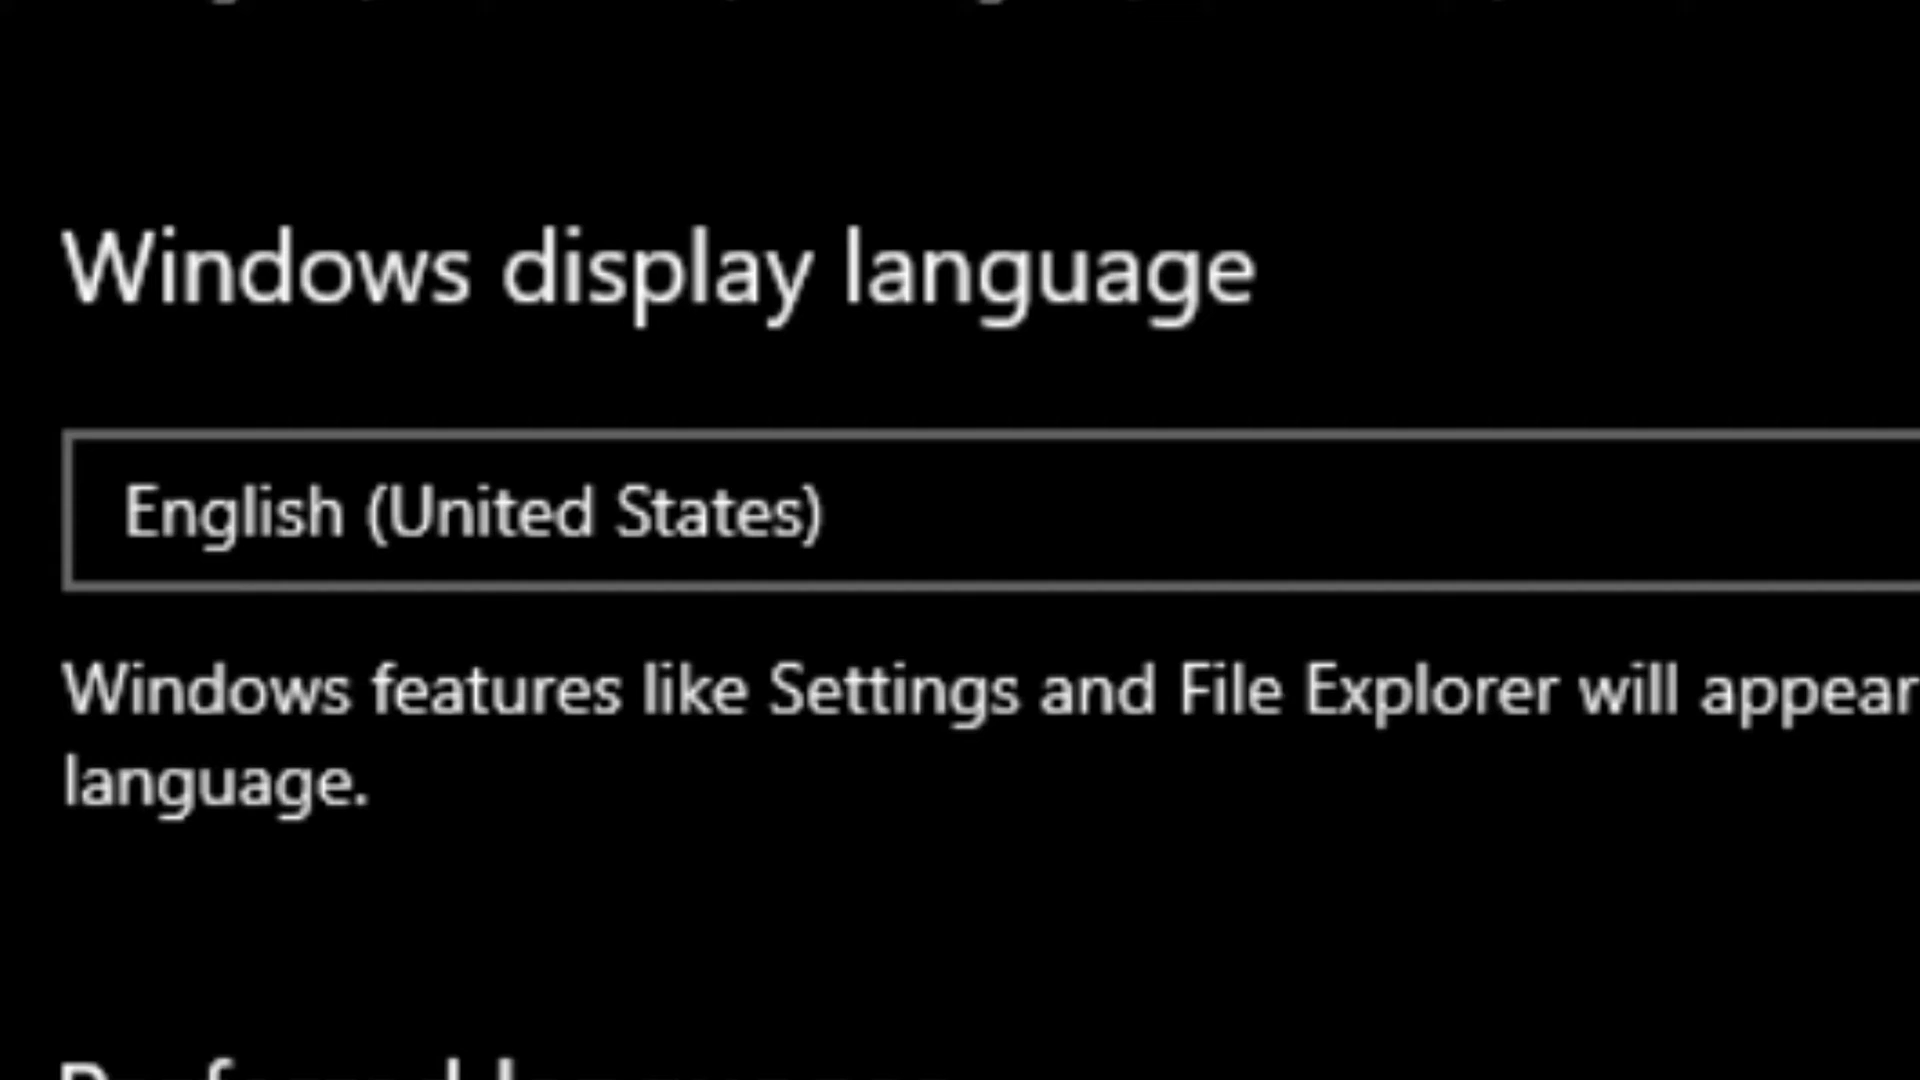 Windows display language
English (United States)
Windows features like Settings and File Explorer will appear
language.